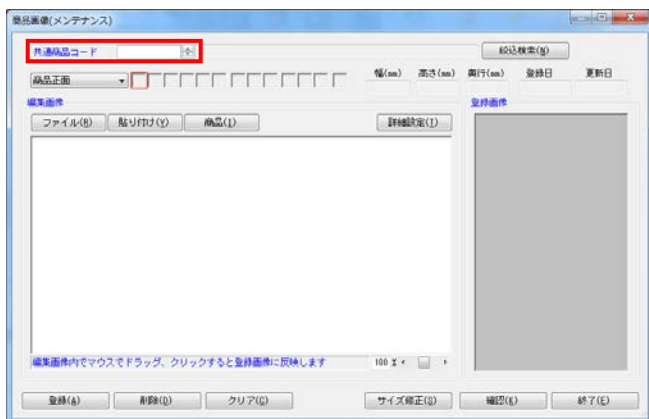 商品画像(メンテナンス)
共通商品コード
絞込検索(N)
商品正面
幅(mm) 高さ(mm) 奥行(mm) 登録日 更新日
編集画像
登録画像
ファイル(B) 貼り付け(Y) 商品(I) 詳細設定(T)
編集画像内でマウスでドラッグ、クリックすると登録画像に反映します
100 %
登録(A) 削除(D) クリア(C) サイズ修正(S) 確認(K) 終了(E)